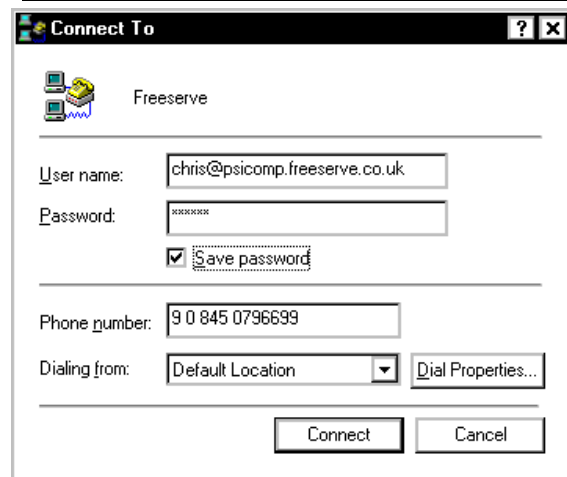 Connect To
Freeserve
User name: chris@psicomp.freeserve.co.uk
Password: ××××××
Save password
Phone number: 9 0 845 0796699
Dialing from: Default Location Dial Properties...
Connect Cancel